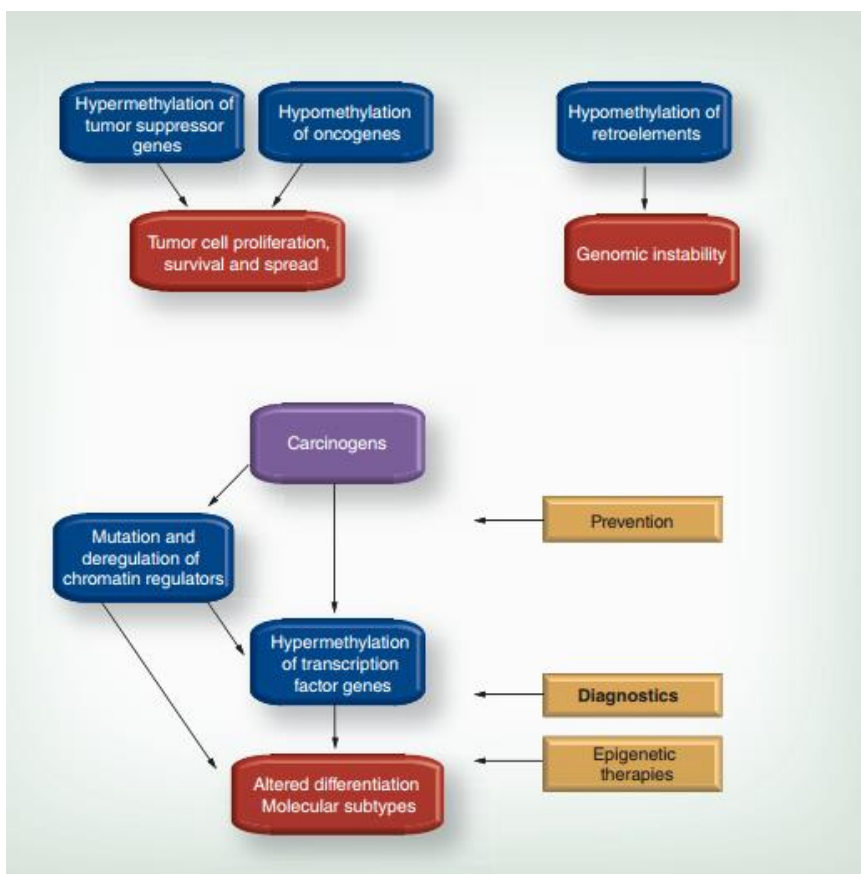 Hypermethylation of
tumor suppressor
genes
Hypomethylation
of oncogenes
Hypomethylation of
retroelements
Tumor cell proliferation,
survival and spread
Genomic instability
Carcinogens
Prevention
Mutation and
deregulation of
chromatin regulators
Hypermethylation
of transcription
factor genes
Diagnostics
Epigenetic
therapies
Altered differentiation
Molecular subtypes